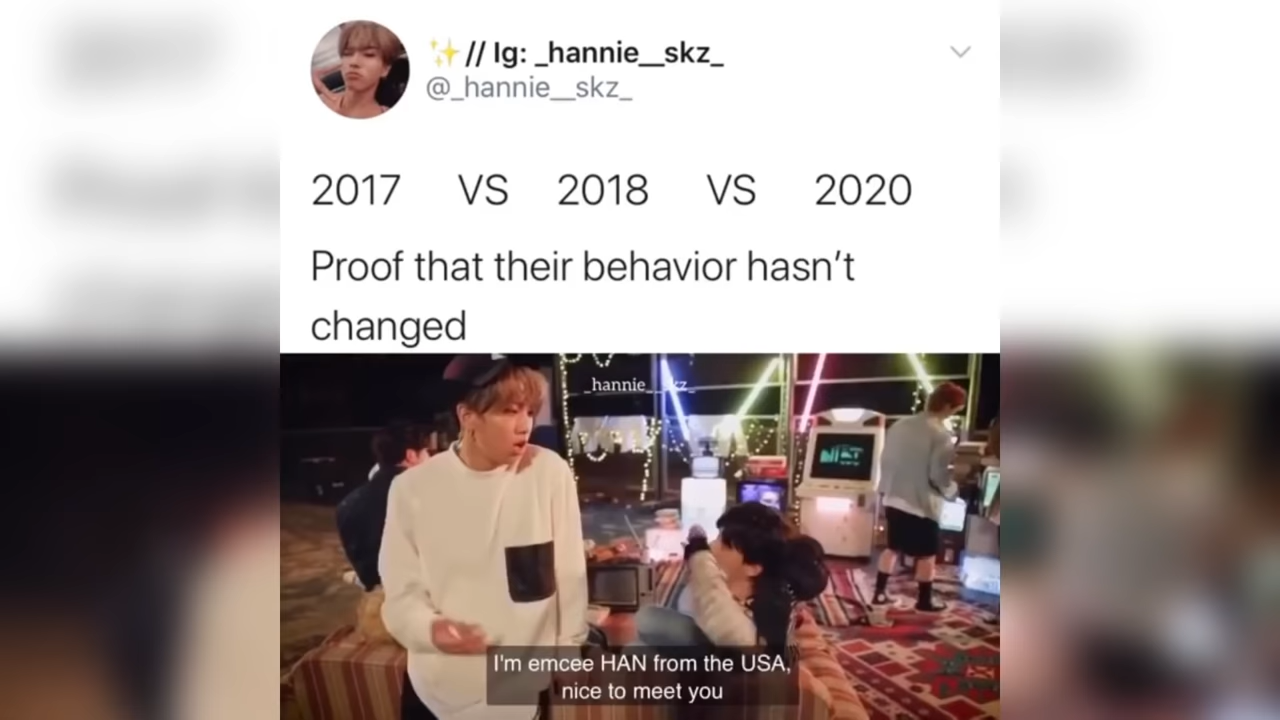 ✨ // Ig: _hannie__skz_
@_hannie__skz_
2017 VS 2018 VS 2020
Proof that their behavior hasn't
changed
_hannie__skz_
I'm emcee HAN from the USA,
nice to meet you